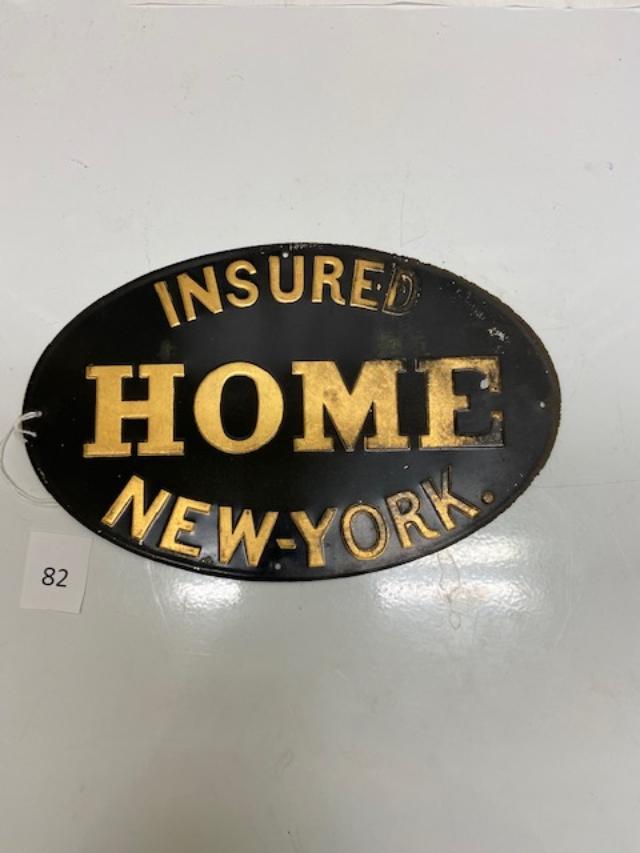 INSURED
HOME
NEW-YORK.
82